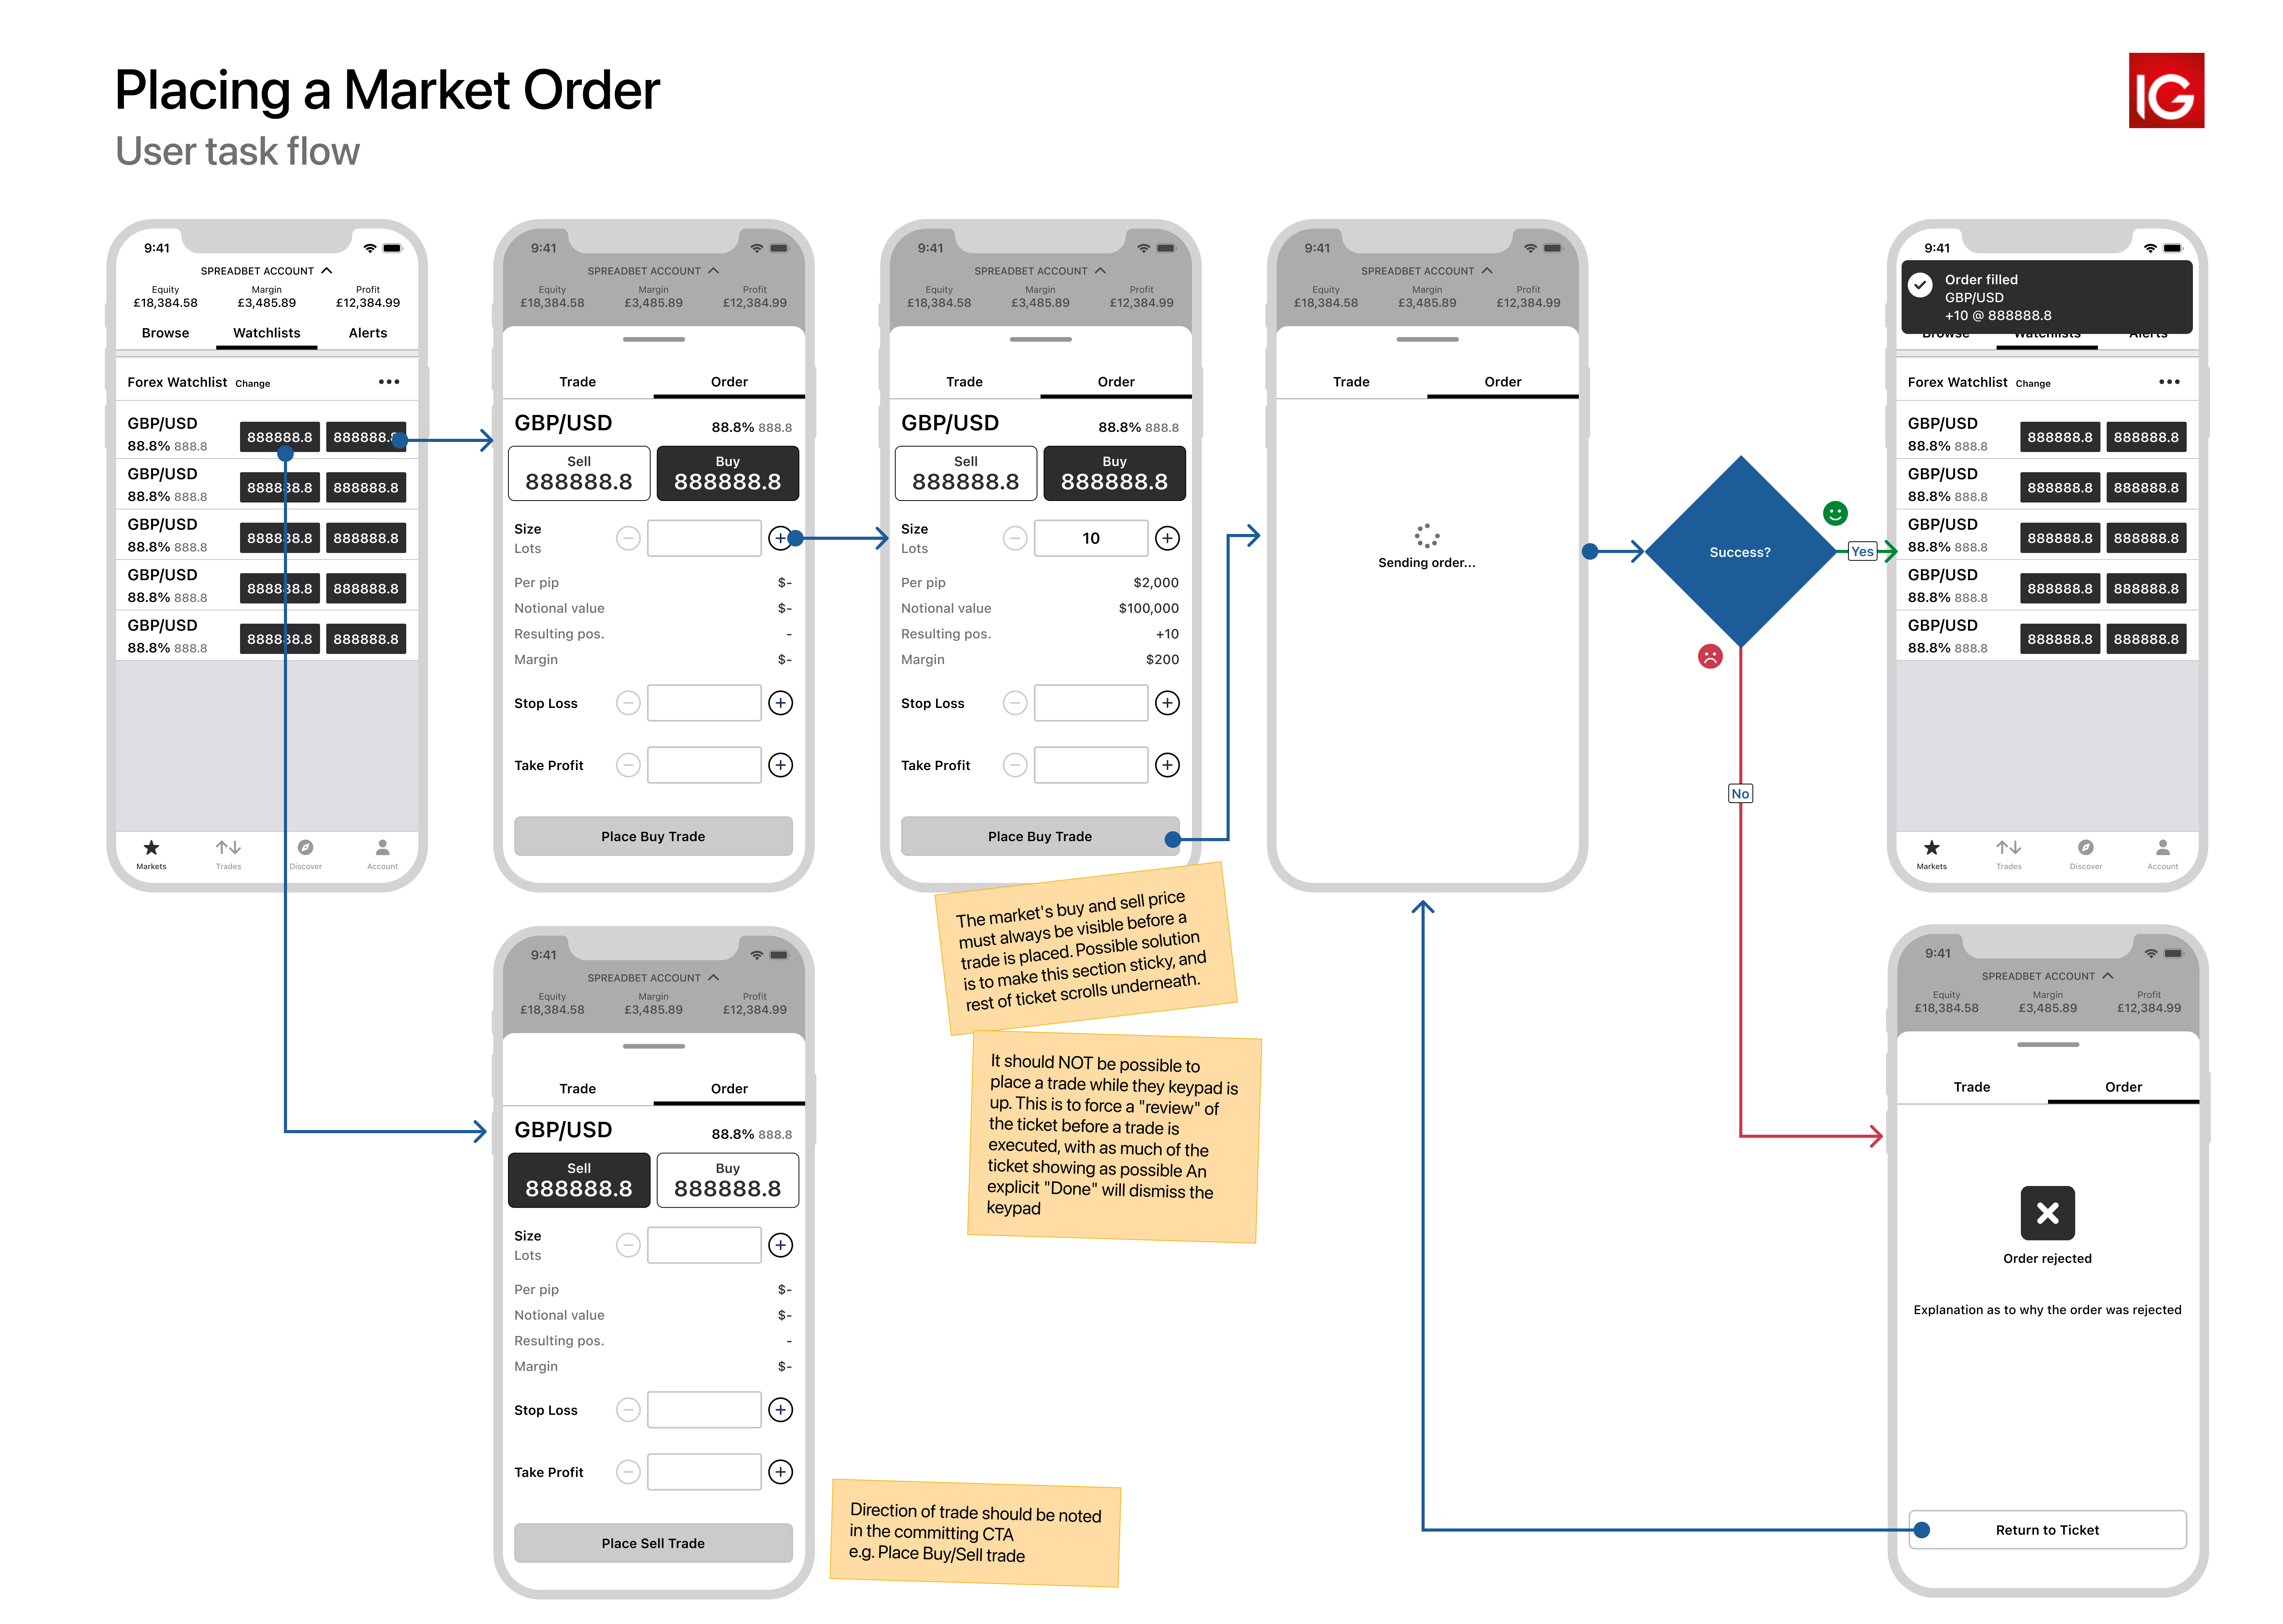 Placing a Market Order
User task flow
IG
9:41
SPREADBET ACCOUNT
Equity Margin Profit
£18,384.58 £3,485.89 £12,384.99
Browse Watchlists Alerts
Forex Watchlist Change
GBP/USD
88.8% 888.8 888888.8 888888.8
GBP/USD
88.8% 888.8 888888.8 888888.8
GBP/USD
88.8% 888.8 888888.8 888888.8
GBP/USD
88.8% 888.8 888888.8 888888.8
GBP/USD
88.8% 888.8 888888.8 888888.8
Markets Trades Discover Account
9:41
SPREADBET ACCOUNT
Equity Margin Profit
£18,384.58 £3,485.89 £12,384.99
Trade Order
GBP/USD 88.8% 888.8
Sell Buy
888888.8 888888.8
Size
Lots
Per pip $-
Notional value $-
Resulting pos. -
Margin $-
Stop Loss
Take Profit
Place Buy Trade
9:41
SPREADBET ACCOUNT
Equity Margin Profit
£18,384.58 £3,485.89 £12,384.99
Trade Order
GBP/USD 88.8% 888.8
Sell Buy
888888.8 888888.8
Size
Lots 10
Per pip $2,000
Notional value $100,000
Resulting pos. +10
Margin $200
Stop Loss
Take Profit
Place Buy Trade
9:41
SPREADBET ACCOUNT
Equity Margin Profit
£18,384.58 £3,485.89 £12,384.99
Trade Order
Sending order...
Success?
Yes
No
9:41
Order filled
GBP/USD
+10 @ 888888.8
Browse Watchlists Alerts
Forex Watchlist Change
GBP/USD
88.8% 888.8 888888.8 888888.8
GBP/USD
88.8% 888.8 888888.8 888888.8
GBP/USD
88.8% 888.8 888888.8 888888.8
GBP/USD
88.8% 888.8 888888.8 888888.8
GBP/USD
88.8% 888.8 888888.8 888888.8
Markets Trades Discover Account
The market's buy and sell price
must always be visible before a
trade is placed. Possible solution
is to make this section sticky, and
rest of ticket scrolls underneath.
It should NOT be possible to
place a trade while they keypad is
up. This is to force a "review" of
the ticket before a trade is
executed, with as much of the
ticket showing as possible An
explicit "Done" will dismiss the
keypad
9:41
SPREADBET ACCOUNT
Equity Margin Profit
£18,384.58 £3,485.89 £12,384.99
Trade Order
GBP/USD 88.8% 888.8
Sell Buy
888888.8 888888.8
Size
Lots
Per pip $-
Notional value $-
Resulting pos. -
Margin $-
Stop Loss
Take Profit
Place Sell Trade
Direction of trade should be noted
in the committing CTA
e.g. Place Buy/Sell trade
9:41
SPREADBET ACCOUNT
Equity Margin Profit
£18,384.58 £3,485.89 £12,384.99
Trade Order
Order rejected
Explanation as to why the order was rejected
Return to Ticket